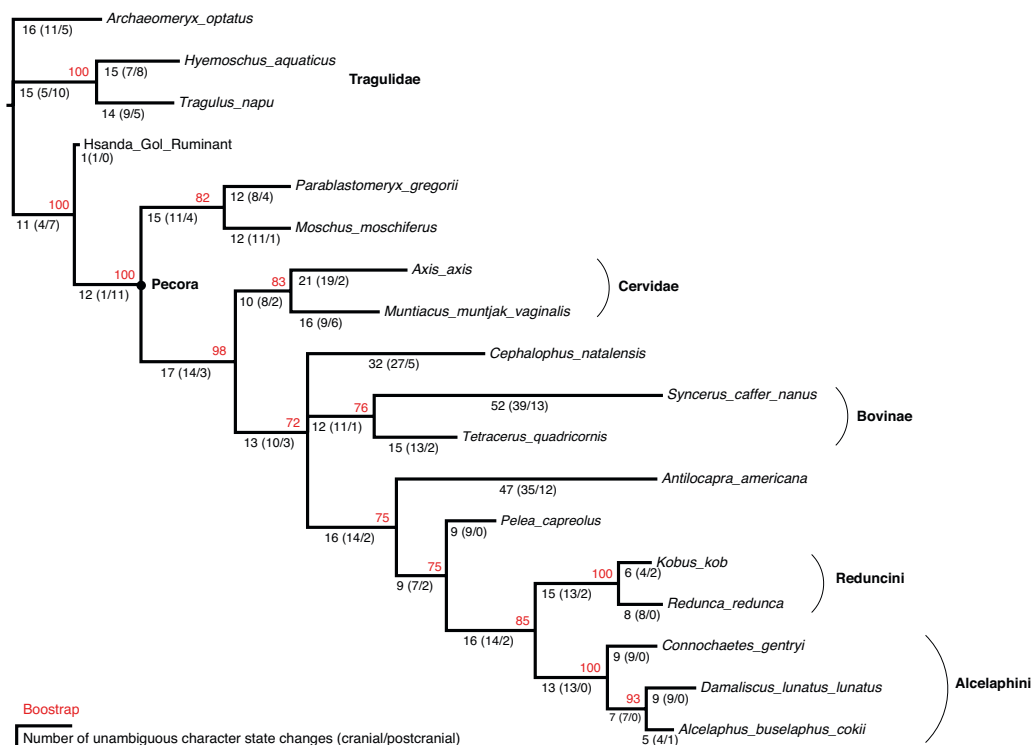 Archaeomeryx_optatus
16 (11/5)
Hyemoschus_aquaticus
100
15 (7/8)
Tragulidae
15 (5/10)
Tragulus_napu
14 (9/5)
Hsanda_Gol_Ruminant
1(1/0)
Parablastomeryx_gregorii
82
12 (8/4)
100
15 (11/4)
11 (4/7)
Moschus_moschiferus
12 (11/1)
Axis_axis
100
Pecora
83
21 (19/2)
Cervidae
12 (1/11)
10 (8/2)
Muntiacus_muntjak_vaginalis
16 (9/6)
98
Cephalophus_natalensis
32 (27/5)
17 (14/3)
Syncerus_caffer_nanus
76
52 (39/13)
Bovinae
72
12 (11/1)
Tetracerus_quadricornis
13 (10/3)
15 (13/2)
Antilocapra_americana
47 (35/12)
75
Pelea_capreolus
16 (14/2)
9 (9/0)
Kobus_kob
75
100
6 (4/2)
Reduncini
9 (7/2)
15 (13/2)
Redunca_redunca
8 (8/0)
85
16 (14/2)
Connochaetes_gentryi
100
9 (9/0)
13 (13/0)
Alcelaphini
Damaliscus_lunatus_lunatus
93
9 (9/0)
7 (7/0)
Alcelaphus_buselaphus_cokii
5 (4/1)
Boostrap
Number of unambiguous character state changes (cranial/postcranial)